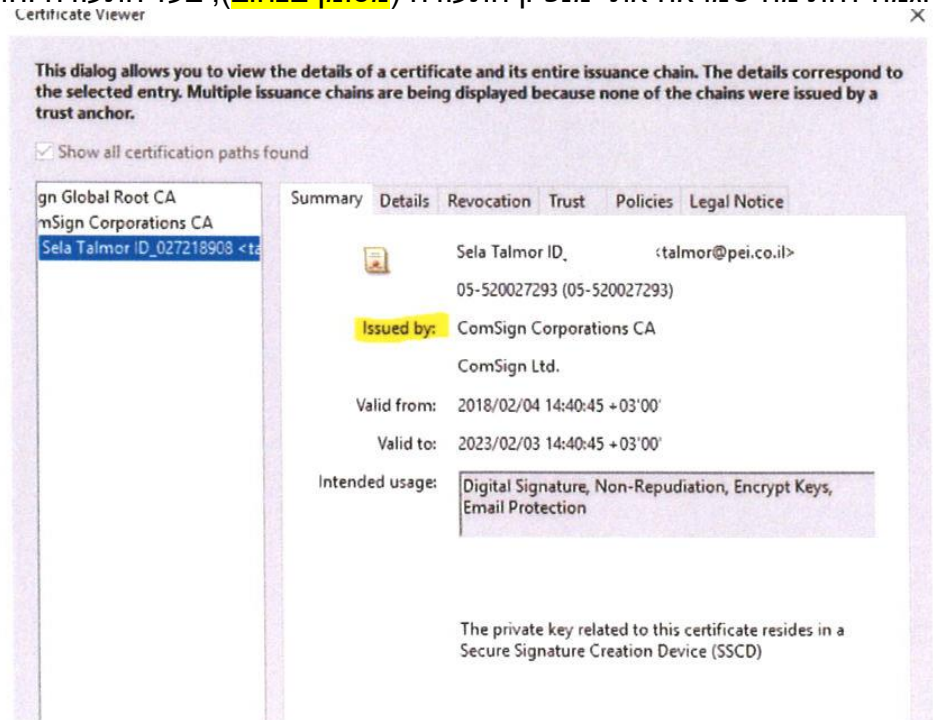 התעודה (מסומן בצהוב), בעל התעודה
Certificate Viewer
This dialog allows you to view the details of a certificate and its entire issuance chain. The details correspond to
the selected entry. Multiple issuance chains are being displayed because none of the chains were issued by a
trust anchor.
Show all certification paths found
gn Global Root CA
mSign Corporations CA
Sela Talmor ID_027218908 <ta
Summary Details Revocation Trust Policies Legal Notice
Sela Talmor ID_ <talmor@pei.co.il>
05-520027293 (05-520027293)
Issued by: ComSign Corporations CA
ComSign Ltd.
Valid from: 2018/02/04 14:40:45 +03'00'
Valid to: 2023/02/03 14:40:45 +03'00'
Intended usage: Digital Signature, Non-Repudiation, Encrypt Keys,
Email Protection
The private key related to this certificate resides in a
Secure Signature Creation Device (SSCD)